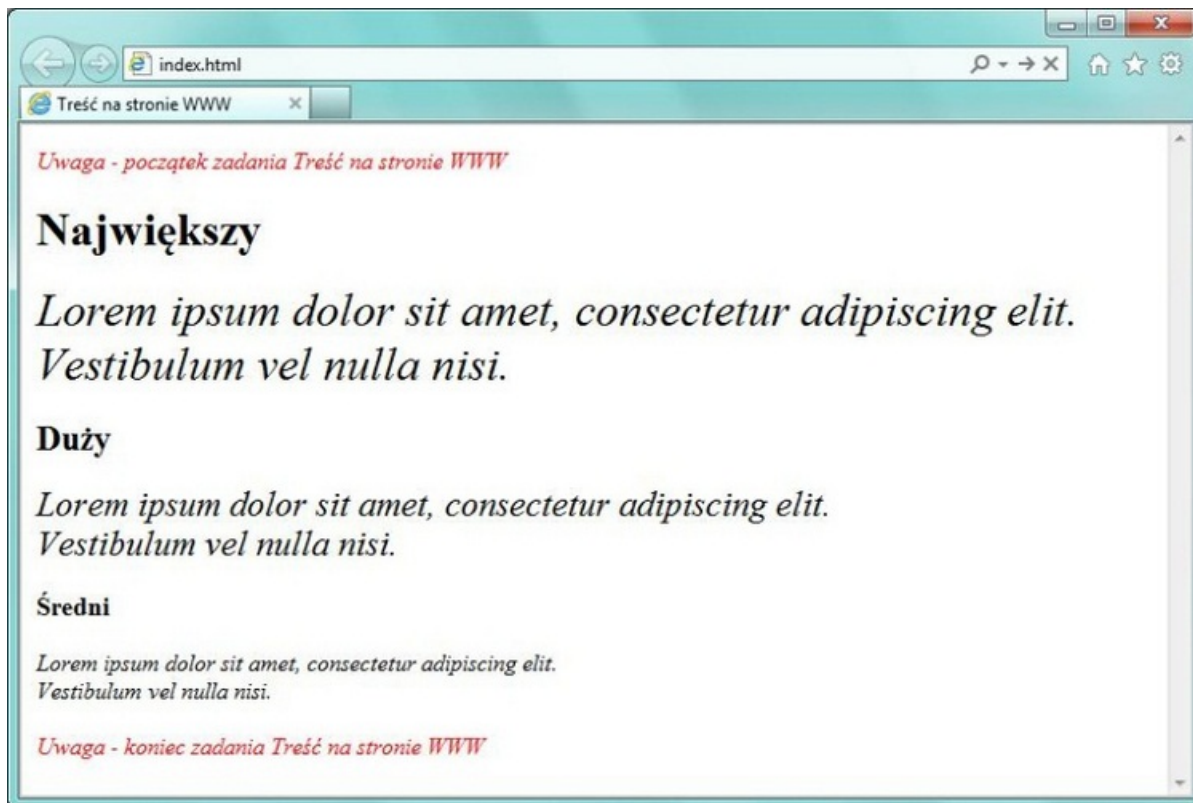 index.html
Treść na stronie WWW
Uwaga - początek zadania Treść na stronie WWW
Największy
Lorem ipsum dolor sit amet, consectetur adipiscing elit.
Vestibulum vel nulla nisi.
Duży
Lorem ipsum dolor sit amet, consectetur adipiscing elit.
Vestibulum vel nulla nisi.
Średni
Lorem ipsum dolor sit amet, consectetur adipiscing elit.
Vestibulum vel nulla nisi.
Uwaga - koniec zadania Treść na stronie WWW